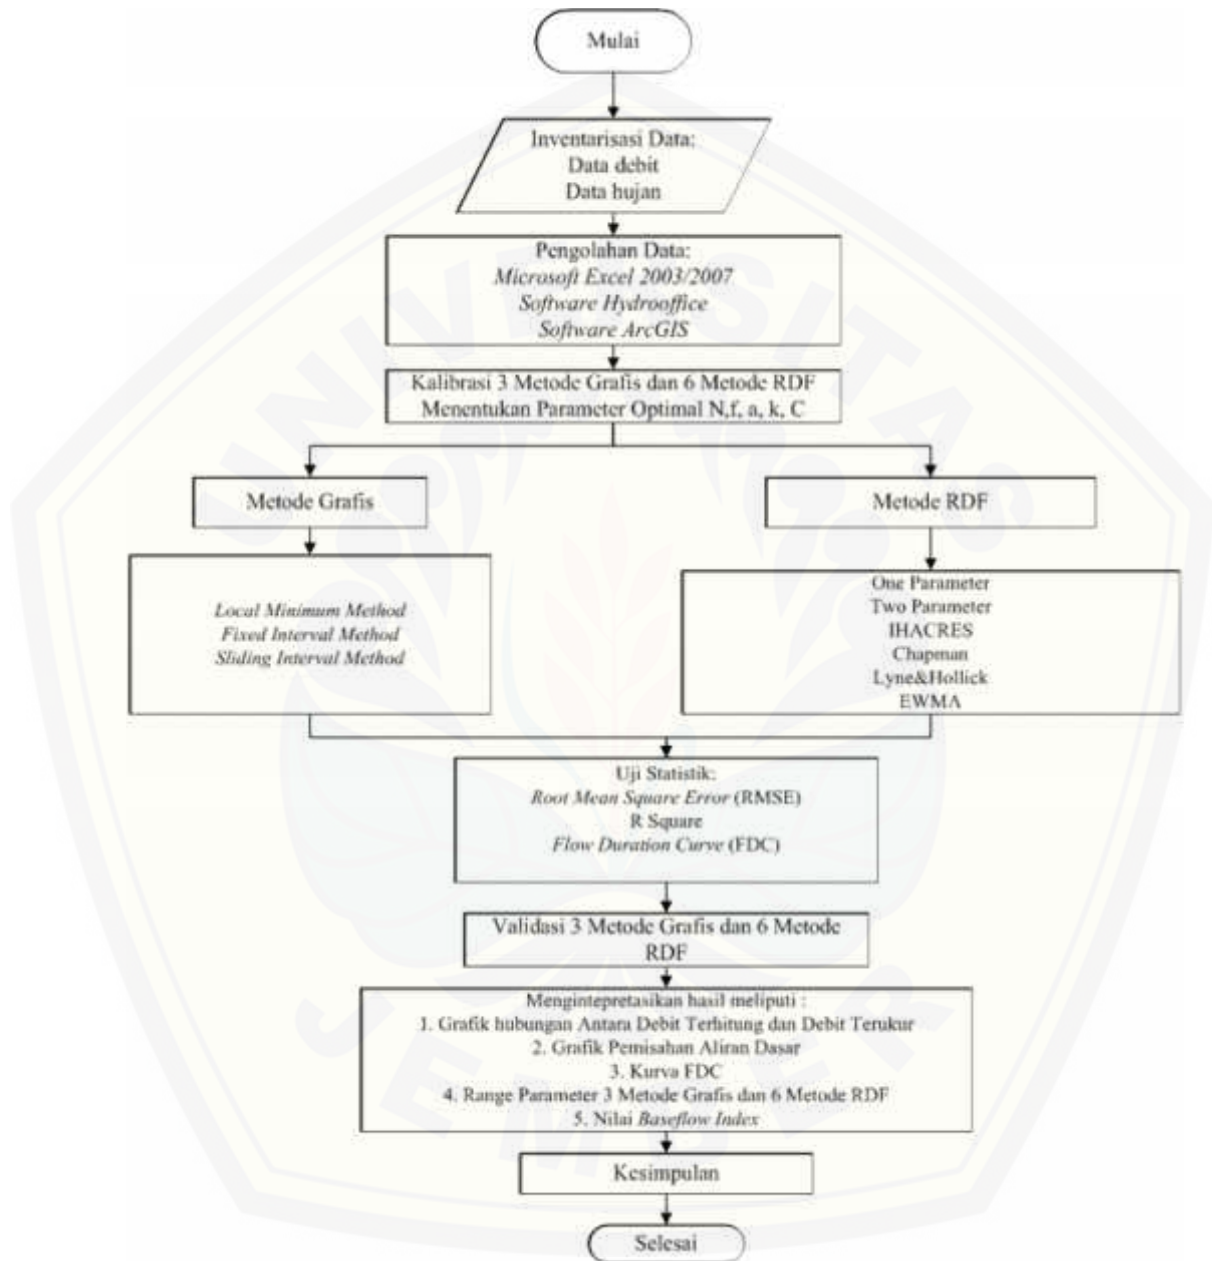 Mulai
Inventarisasi Data:
Data debit
Data hujan
Pengolahan Data:
Microsoft Excel 2003/2007
Software Hydrooffice
Software ArcGIS
Kalibrasi 3 Metode Grafis dan 6 Metode RDF
Menentukan Parameter Optimal N,f, a, k, C
Metode Grafis
Metode RDF
Local Minimum Method
Fixed Interval Method
Sliding Interval Method
One Parameter
Two Parameter
IHACRES
Chapman
Lyne&Hollick
EWMA
Uji Statistik:
Root Mean Square Error (RMSE)
R Square
Flow Duration Curve (FDC)
Validasi 3 Metode Grafis dan 6 Metode
RDF
Mengintepretasikan hasil meliputi :
1. Grafik hubungan Antara Debit Terhitung dan Debit Terukur
2. Grafik Pemisahan Aliran Dasar
3. Kurva FDC
4. Range Parameter 3 Metode Grafis dan 6 Metode RDF
5. Nilai Baseflow Index
Kesimpulan
Selesai
UNIVERSITAS
JEMBER